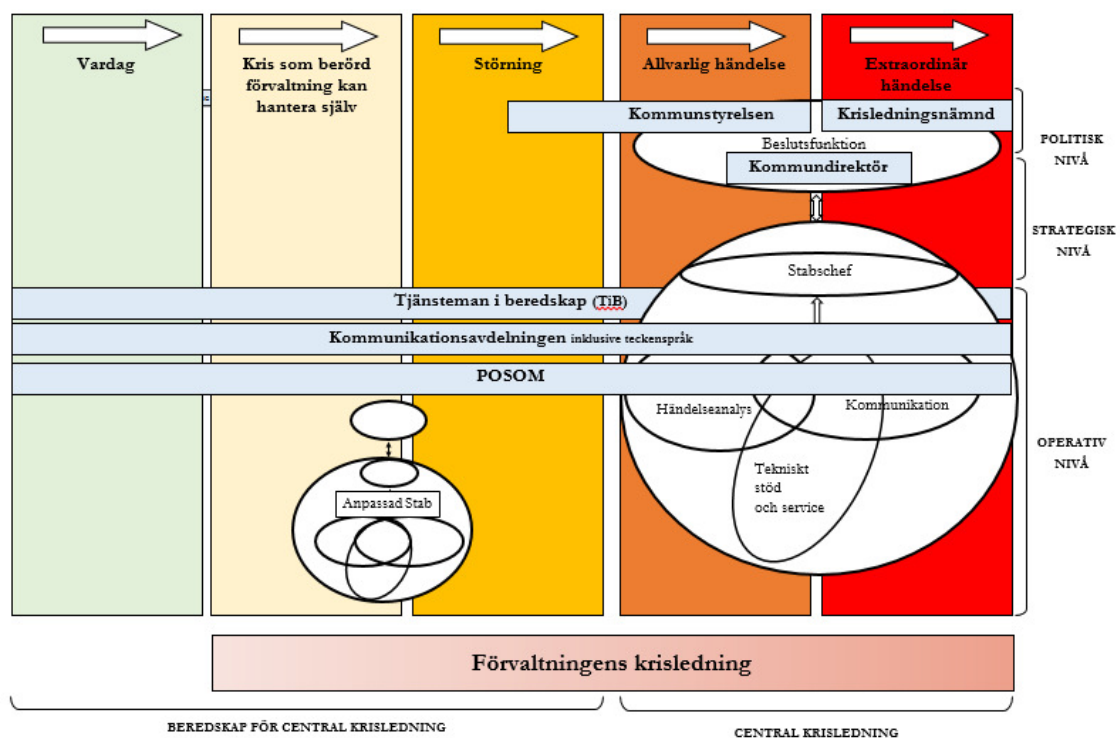 Vardag
Kris som berörd
förvaltning kan
hantera själv
Störning
Allvarlig händelse
Extraordinär
händelse
Kommunstyrelsen
Krisledningsnämnd
Beslutsfunktion
Kommundirektör
POLITISK
NIVÅ
STRATEGISK
NIVÅ
Stabschef
Tjänsteman i beredskap (TiB)
Kommunikationsavdelningen inklusive teckenspråk
POSOM
Händelseanalys
Kommunikation
Tekniskt
stöd
och service
OPERATIV
NIVÅ
Anpassad Stab
Förvaltningens krisledning
BEREDSKAP FÖR CENTRAL KRISLEDNING
CENTRAL KRISLEDNING